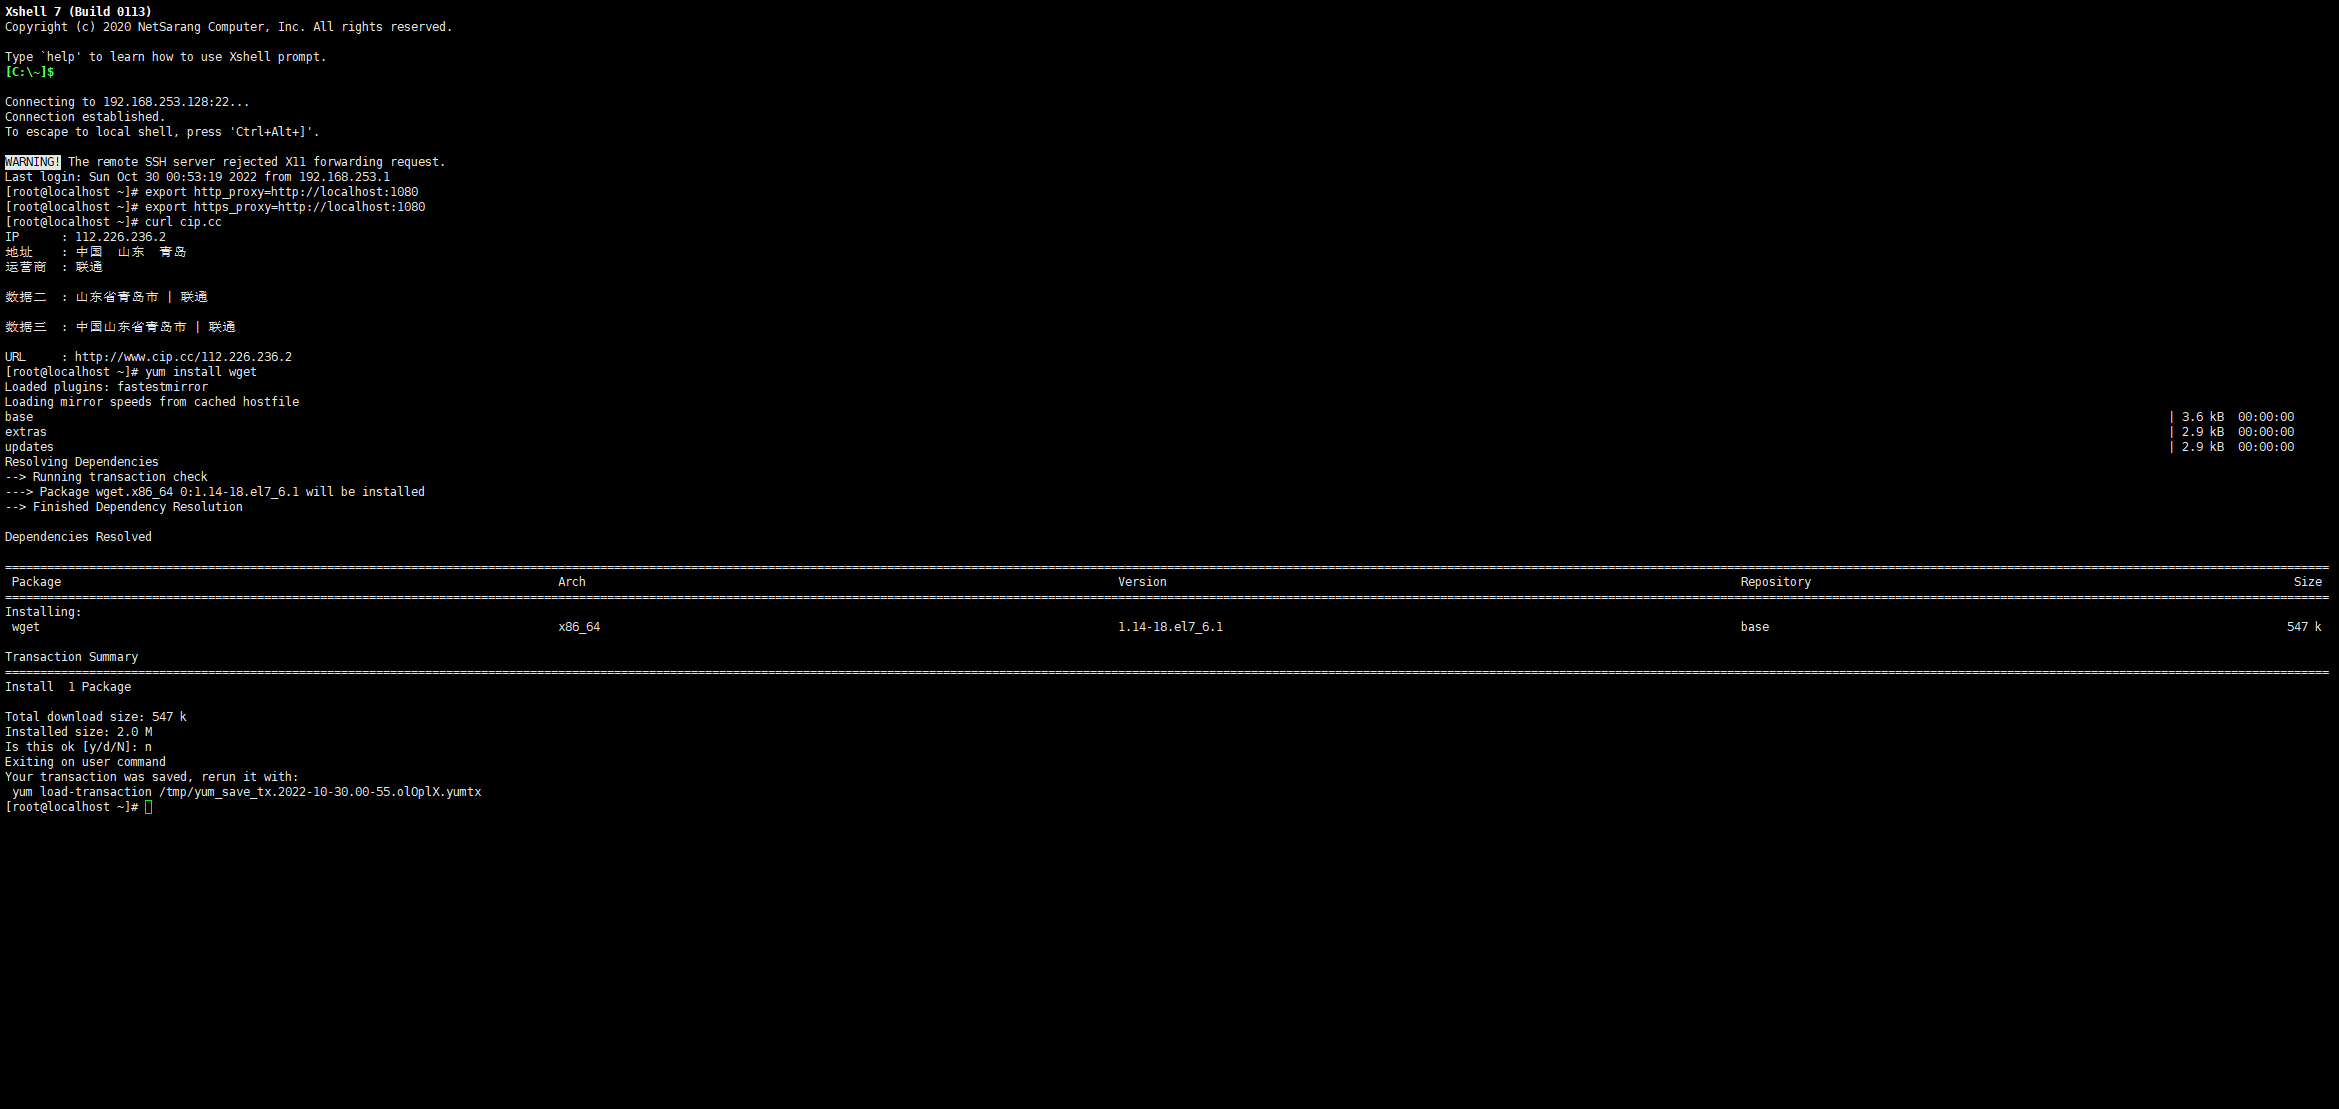 Xshell 7 (Build 0113)
Copyright (c) 2020 NetSarang Computer, Inc. All rights reserved.
Type `help' to learn how to use Xshell prompt.
[C:\~]$
Connecting to 192.168.253.128:22...
Connection established.
To escape to local shell, press 'Ctrl+Alt+]'.
WARNING! The remote SSH server rejected X11 forwarding request.
Last login: Sun Oct 30 00:53:19 2022 from 192.168.253.1
[root@localhost ~]# export http_proxy=http://localhost:1080
[root@localhost ~]# export https_proxy=http://localhost:1080
[root@localhost ~]# curl cip.cc
IP      : 112.226.236.2
地址    : 中国  山东  青岛
运营商  : 联通
数据二  : 山东省青岛市 | 联通
数据三  : 中国山东省青岛市 | 联通
URL     : http://www.cip.cc/112.226.236.2
[root@localhost ~]# yum install wget
Loaded plugins: fastestmirror
Loading mirror speeds from cached hostfile
base | 3.6 kB  00:00:00
extras | 2.9 kB  00:00:00
updates | 2.9 kB  00:00:00
Resolving Dependencies
--> Running transaction check
---> Package wget.x86_64 0:1.14-18.el7_6.1 will be installed
--> Finished Dependency Resolution
Dependencies Resolved
Package Arch Version Repository Size
Installing:
wget x86_64 1.14-18.el7_6.1 base 547 k
Transaction Summary
Install  1 Package
Total download size: 547 k
Installed size: 2.0 M
Is this ok [y/d/N]: n
Exiting on user command
Your transaction was saved, rerun it with:
yum load-transaction /tmp/yum_save_tx.2022-10-30.00-55.olOplX.yumtx
[root@localhost ~]#